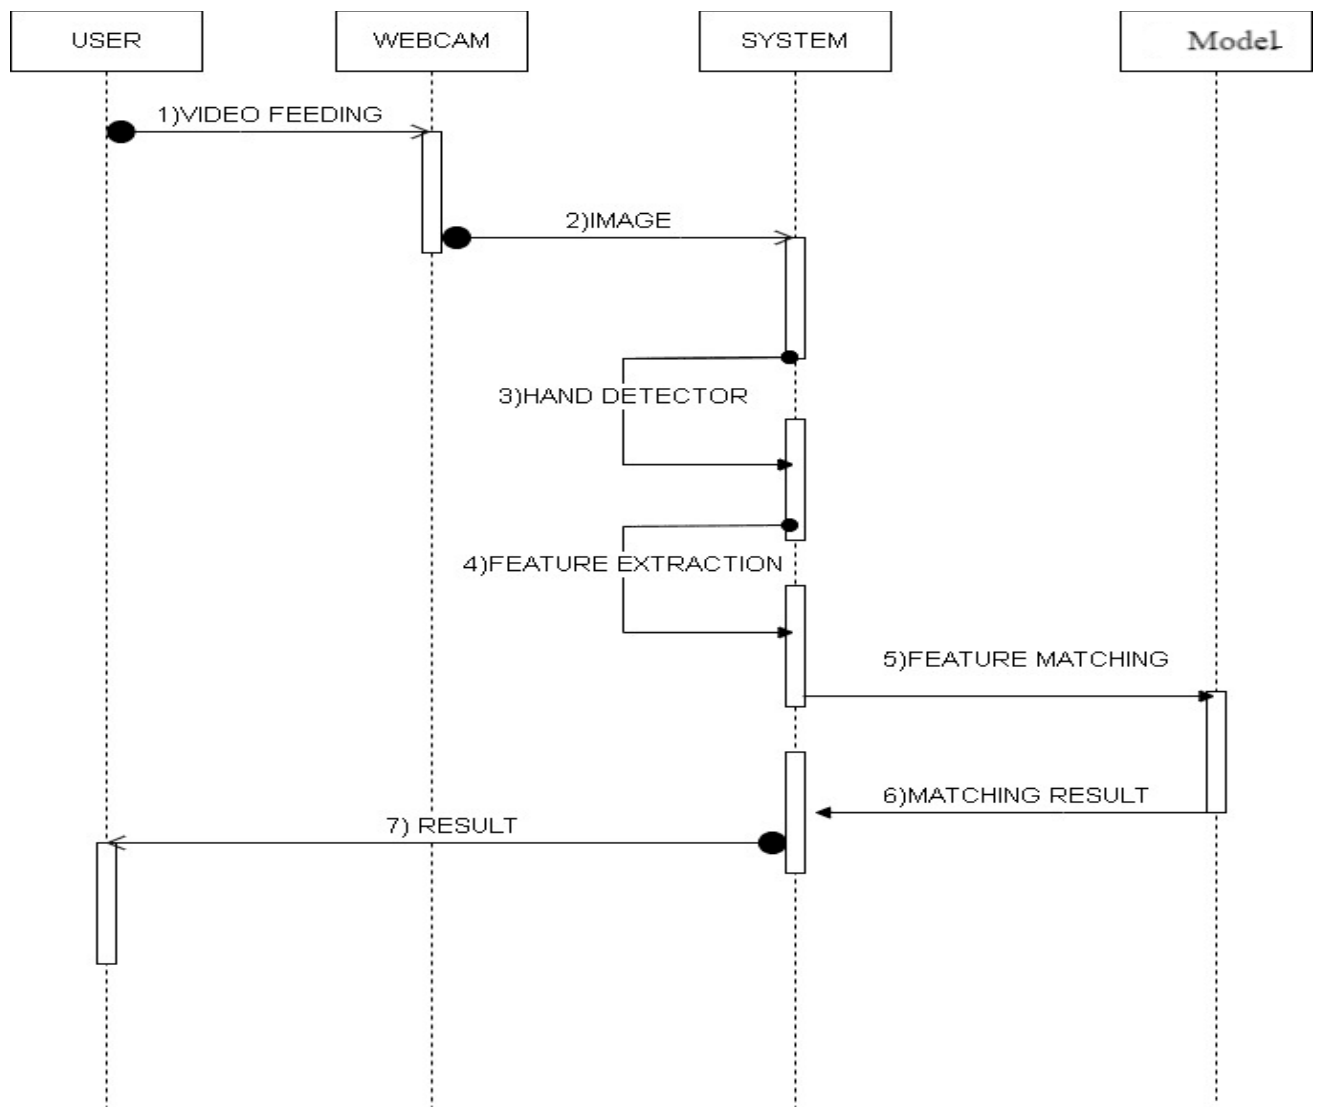 USER
WEBCAM
SYSTEM
Model
1)VIDEO FEEDING
2)IMAGE
3)HAND DETECTOR
4)FEATURE EXTRACTION
5)FEATURE MATCHING
6)MATCHING RESULT
7) RESULT